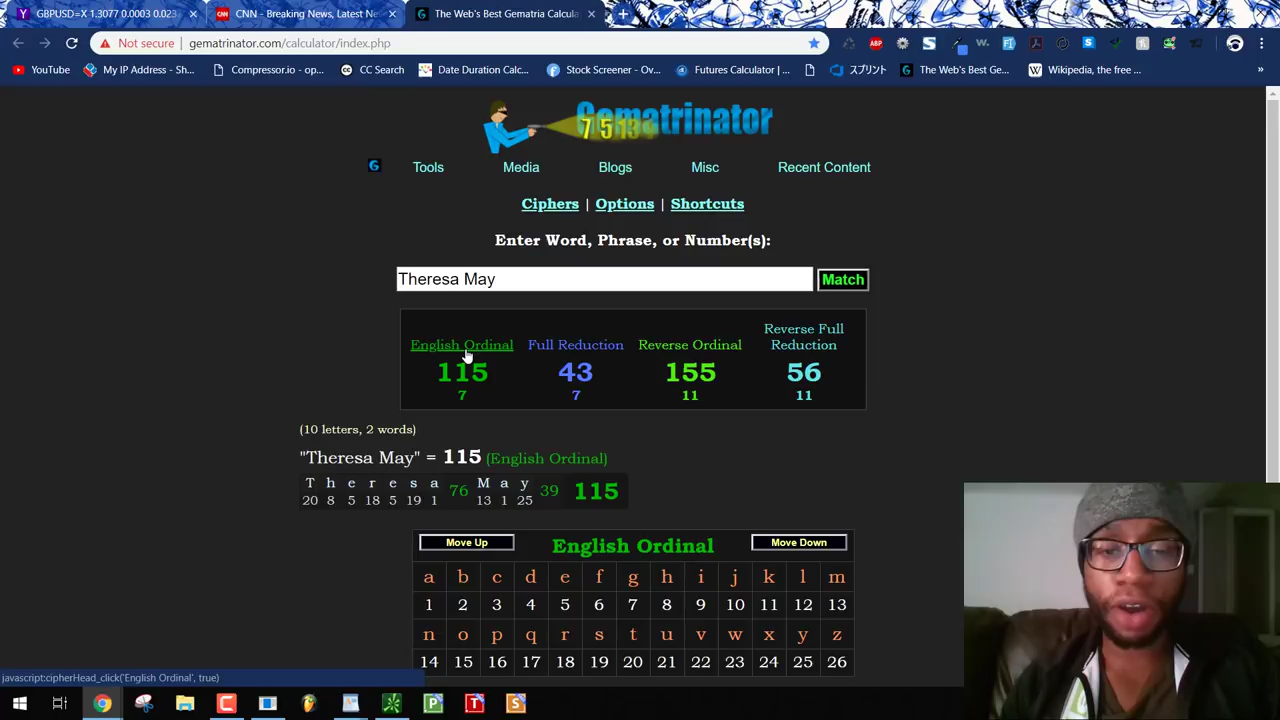 GBPUSD=X 1.3077 0.0003 0.023
CNN - Breaking News, Latest Ne
The Web's Best Gematria Calcula
Not secure | gematrinator.com/calculator/index.php
YouTube My IP Address - Sh... Compressor.io - op... CC Search Date Duration Calc... Stock Screener - Ov... Futures Calculator | ... スプリント The Web's Best Ge... Wikipedia, the free ...
Gematrinator
Tools Media Blogs Misc Recent Content
Ciphers | Options | Shortcuts
Enter Word, Phrase, or Number(s):
Theresa May Match
English Ordinal Full Reduction Reverse Ordinal Reverse Full Reduction
115 43 155 56
7 7 11 11
(10 letters, 2 words)
"Theresa May" = 115 (English Ordinal)
T h e r e s a 76 M a y 39 115
20 8 5 18 5 19 1 13 1 25
Move Up English Ordinal Move Down
a b c d e f g h i j k l m
1 2 3 4 5 6 7 8 9 10 11 12 13
n o p q r s t u v w x y z
14 15 16 17 18 19 20 21 22 23 24 25 26
javascript:cipherHead_click('English Ordinal', true)